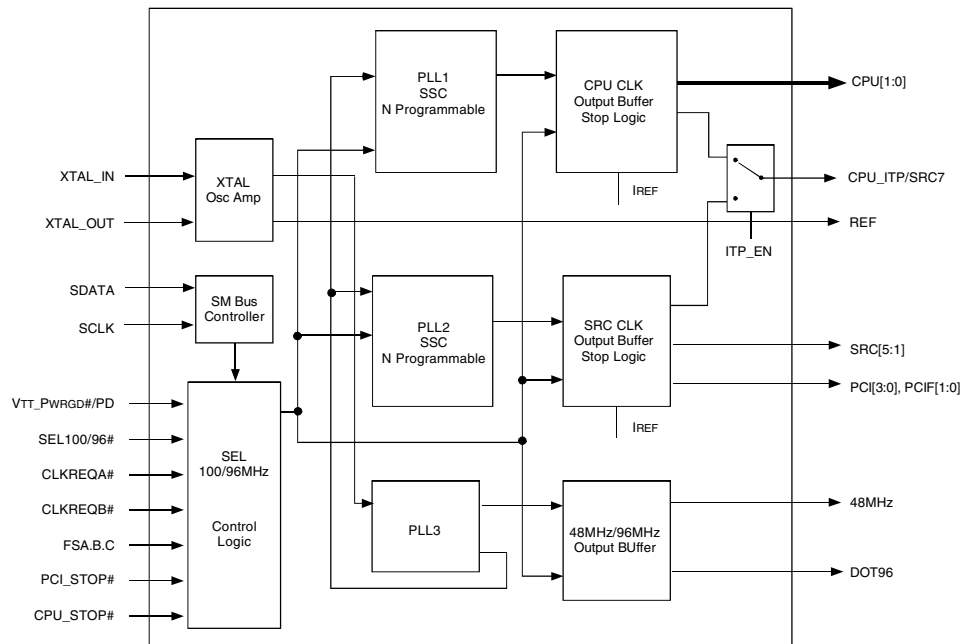 PLL1
SSC
N Programmable
CPU CLK
Output Buffer
Stop Logic
CPU[1:0]
XTAL_IN
XTAL
Osc Amp
IREF
CPU_ITP/SRC7
XTAL_OUT
REF
ITP_EN
SDATA
SM Bus
Controller
SCLK
PLL2
SSC
N Programmable
SRC CLK
Output Buffer
Stop Logic
SRC[5:1]
PCI[3:0], PCIF[1:0]
IREF
VTT_PWRGD#/PD
SEL100/96#
CLKREQA#
CLKREQB#
FSA.B.C
PCI_STOP#
CPU_STOP#
SEL
100/96MHz
Control
Logic
PLL3
48MHz/96MHz
Output BUffer
48MHz
DOT96